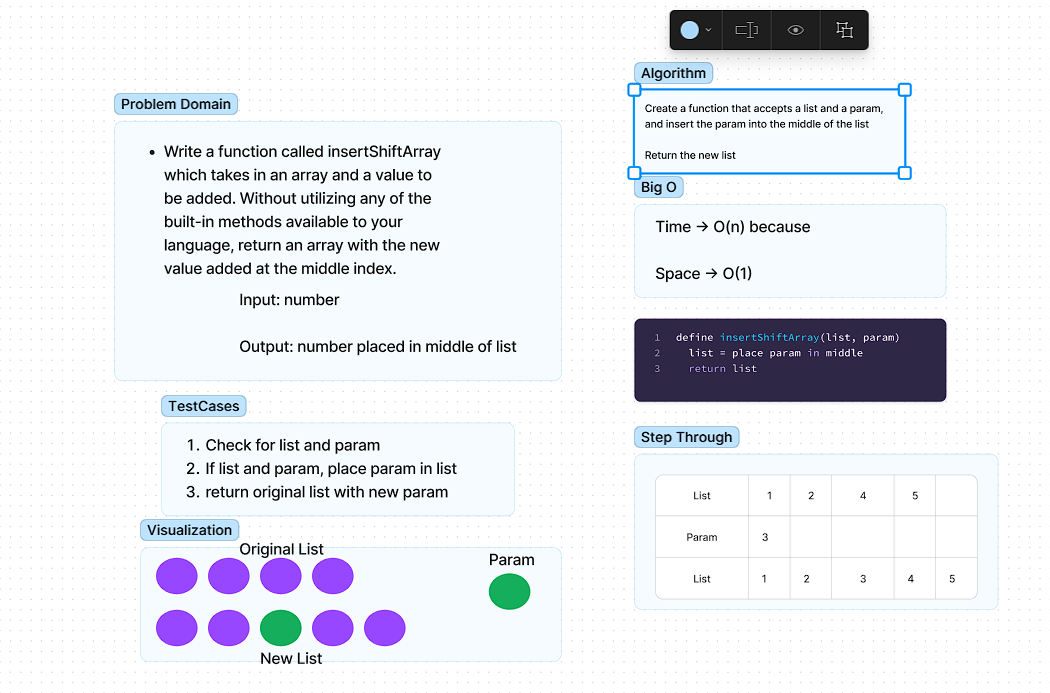 Problem Domain
• Write a function called insertShiftArray
which takes in an array and a value to
be added. Without utilizing any of the
built-in methods available to your
language, return an array with the new
value added at the middle index.
Input: number
Output: number placed in middle of list
TestCases
1. Check for list and param
2. If list and param, place param in list
3. return original list with new param
Visualization
Original List
Param
New List
Algorithm
Create a function that accepts a list and a param,
and insert the param into the middle of the list
Return the new list
Big O
Time → O(n) because
Space → O(1)
1 define insertShiftArray(list, param)
2 list = place param in middle
3 return list
Step Through
List 1 2 4 5
Param 3
List 1 2 3 4 5